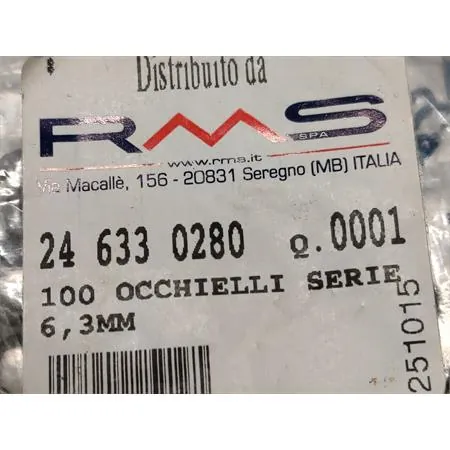 Distribuito da
RMS
SPA
www.rms.it
Via Macallè, 156 - 20831 Seregno (MB) ITALIA
24 633 0280 Q.0001
100 OCCHIELLI SERIE
6,3MM
251015